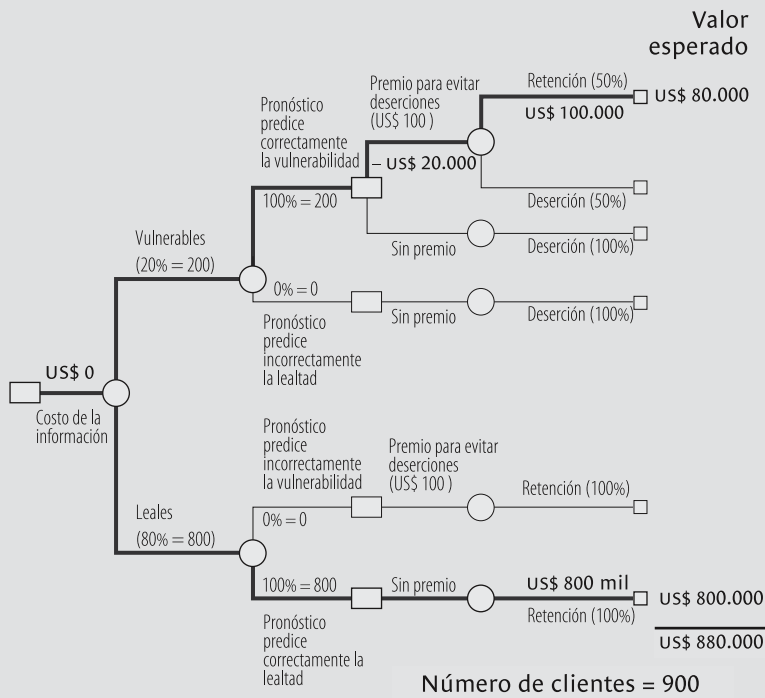 Valor
esperado
Premio para evitar
deserciones
(US$ 100 )
Retención (50%)
US$ 100.000
US$ 80.000
Pronóstico
predice
correctamente
la vulnerabilidad
– US$ 20.000
100% = 200
Deserción (50%)
Sin premio
Deserción (100%)
Vulnerables
(20% = 200)
0% = 0
Sin premio
Deserción (100%)
Pronóstico
predice
incorrectamente
la lealtad
US$ 0
Costo de la
información
Pronóstico
predice
incorrectamente
la vulnerabilidad
Premio para evitar
deserciones
(US$ 100 )
Retención (100%)
0% = 0
Leales
(80% = 800)
100% = 800
Sin premio
US$ 800 mil
Retención (100%)
US$ 800.000
Pronóstico
predice
correctamente la
lealtad
US$ 880.000
Número de clientes = 900